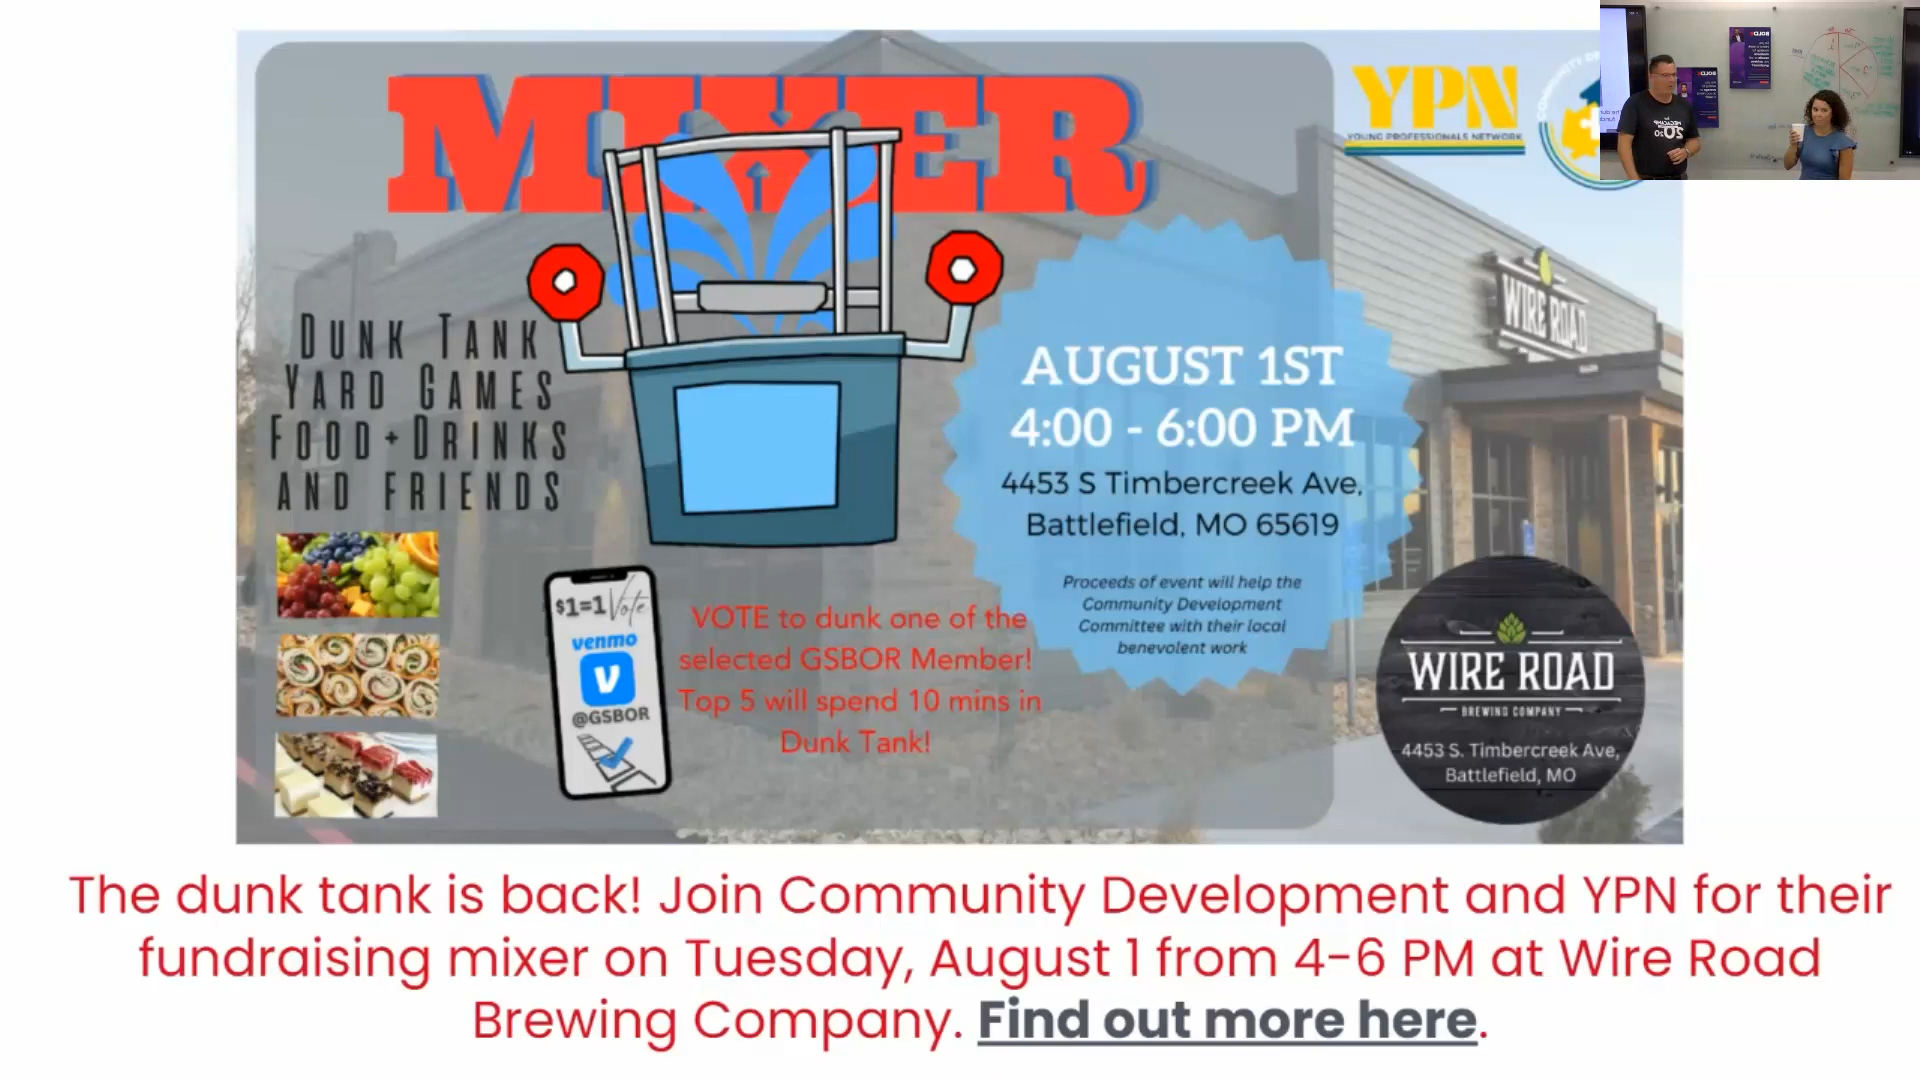 MIXER
YPN
YOUNG PROFESSIONALS NETWORK
WIRE ROAD
DUNK TANK
YARD GAMES
FOOD + DRINKS
AND FRIENDS
AUGUST 1ST
4:00 - 6:00 PM
4453 S Timbercreek Ave,
Battlefield, MO 65619
Proceeds of event will help the
Community Development
Committee with their local
benevolent work
$1=1 Vote
venmo
@GSBOR
VOTE to dunk one of the
selected GSBOR Member!
Top 5 will spend 10 mins in
Dunk Tank!
WIRE ROAD
BREWING COMPANY
4453 S. Timbercreek Ave,
Battlefield, MO
The dunk tank is back! Join Community Development and YPN for their
fundraising mixer on Tuesday, August 1 from 4-6 PM at Wire Road
Brewing Company. Find out more here.
BOLD
BOLD
2020